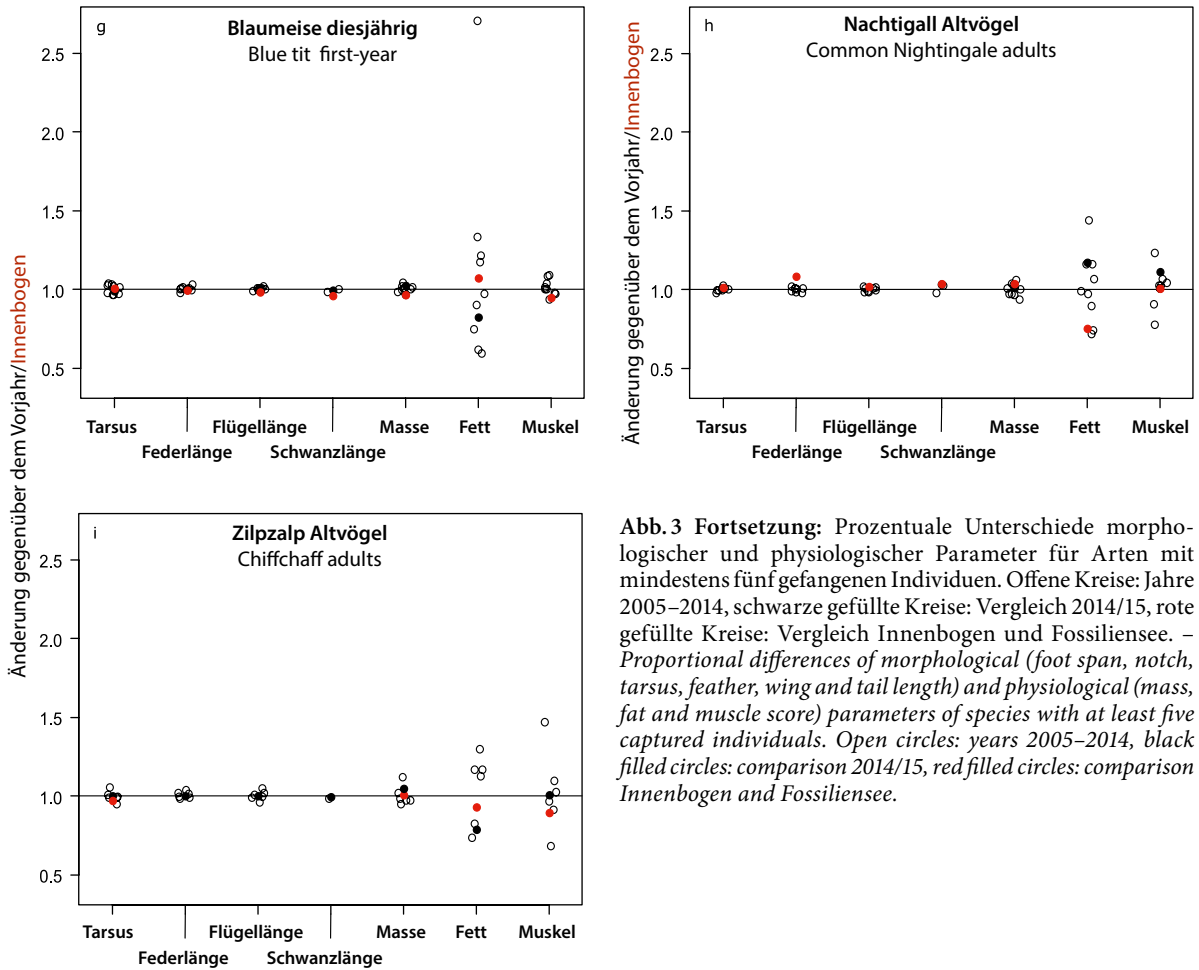 g
Blaumeise diesjährig
Blue tit first-year
2.5
2.0
1.5
1.0
0.5
Tarsus
Flügellänge
Masse
Fett
Muskel
Federlänge
Schwanzlänge
h
Nachtigall Altvögel
Common Nightingale adults
Änderung gegenüber dem Vorjahr/Innenbogen
2.5
2.0
1.5
1.0
0.5
Tarsus
Flügellänge
Masse
Fett
Muskel
Federlänge
Schwanzlänge
Änderung gegenüber dem Vorjahr/Innenbogen
i
Zilpzalp Altvögel
Chiffchaff adults
2.5
2.0
1.5
1.0
0.5
Tarsus
Flügellänge
Masse
Fett
Muskel
Federlänge
Schwanzlänge
Abb. 3 Fortsetzung: Prozentuale Unterschiede morpho-
logischer und physiologischer Parameter für Arten mit
mindestens fünf gefangenen Individuen. Offene Kreise: Jahre
2005–2014, schwarze gefüllte Kreise: Vergleich 2014/15, rote
gefüllte Kreise: Vergleich Innenbogen und Fossiliensee. –
Proportional differences of morphological (foot span, notch,
tarsus, feather, wing and tail length) and physiological (mass,
fat and muscle score) parameters of species with at least five
captured individuals. Open circles: years 2005–2014, black
filled circles: comparison 2014/15, red filled circles: comparison
Innenbogen and Fossiliensee.